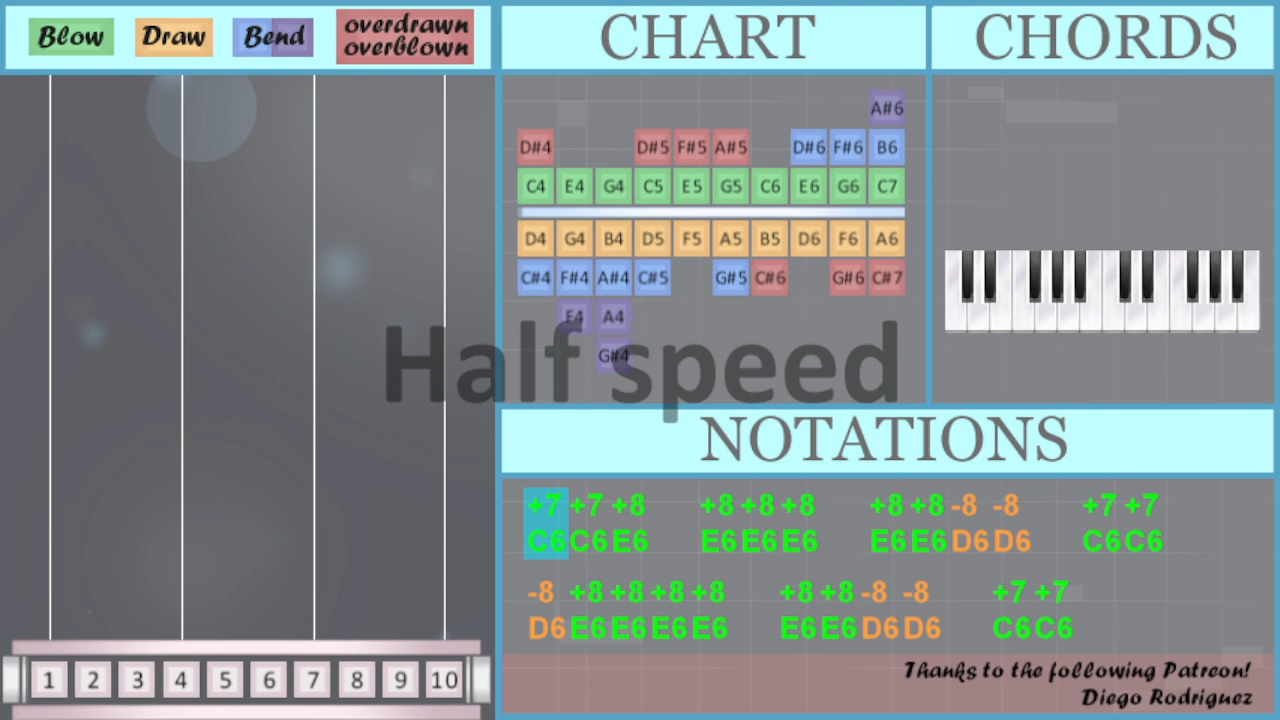 Blow Draw Bend overdrawn overblown
CHART
CHORDS
A#6
D#4 D#5 F#5 A#5 D#6 F#6 B6
C4 E4 G4 C5 E5 G5 C6 E6 G6 C7
D4 G4 B4 D5 F5 A5 B5 D6 F6 A6
C#4 F#4 A#4 C#5 G#5 C#6 G#6 C#7
E4 A4
G#4
Half speed
NOTATIONS
+7 +7 +8 +8 +8 +8 +8 +8 -8 -8 +7 +7
C6 C6 E6 E6 E6 E6 E6 E6 D6 D6 C6 C6
-8 +8 +8 +8 +8 +8 +8 -8 -8 +7 +7
D6 E6 E6 E6 E6 E6 E6 D6 D6 C6 C6
1 2 3 4 5 6 7 8 9 10
Thanks to the following Patreon!
Diego Rodriguez